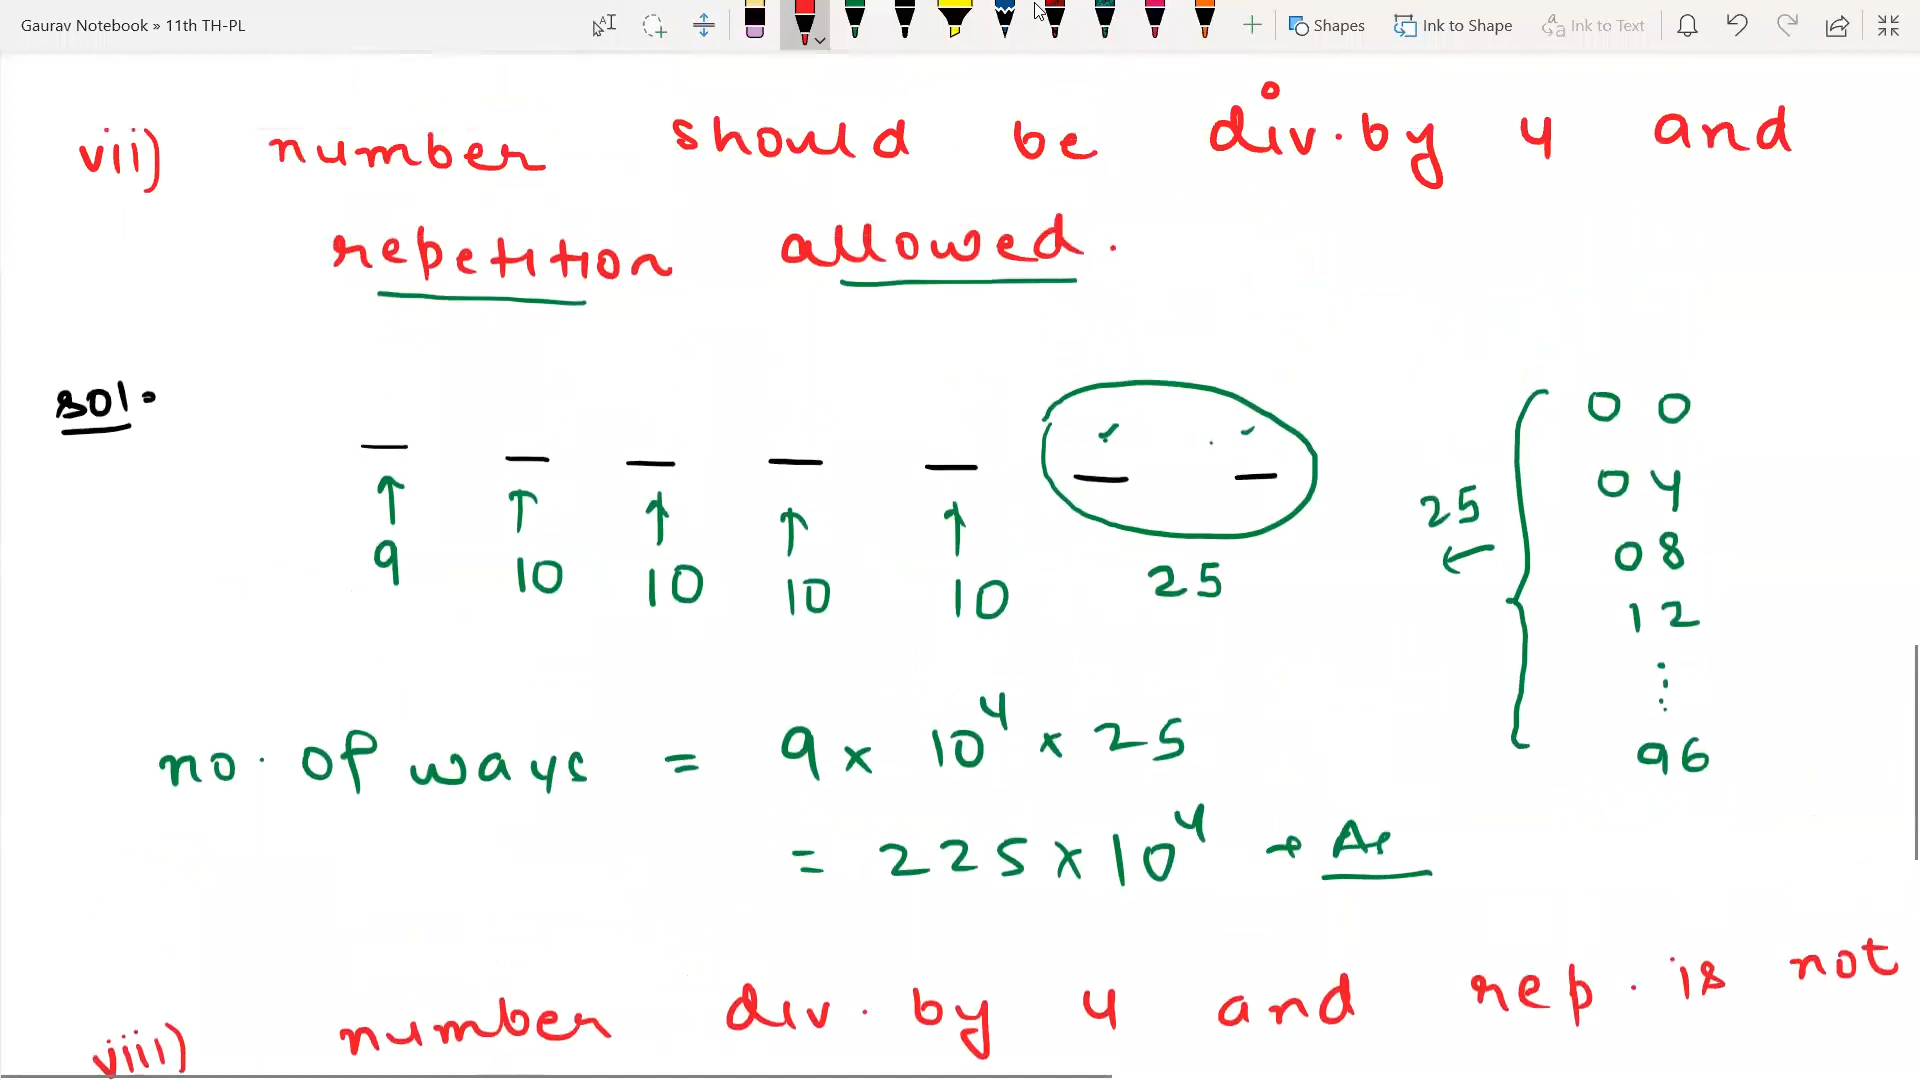 Gaurav Notebook » 11th TH-PL
Shapes
Ink to Shape
Ink to Text
vii) number should be div. by 4 and
repetition allowed.
sol.
9 10 10 10 10 25
25
00
04
08
12
⋮
96
no. of ways = 9 × 10⁴ × 25
= 225 × 10⁴ → As
viii) number div. by 4 and rep. is not